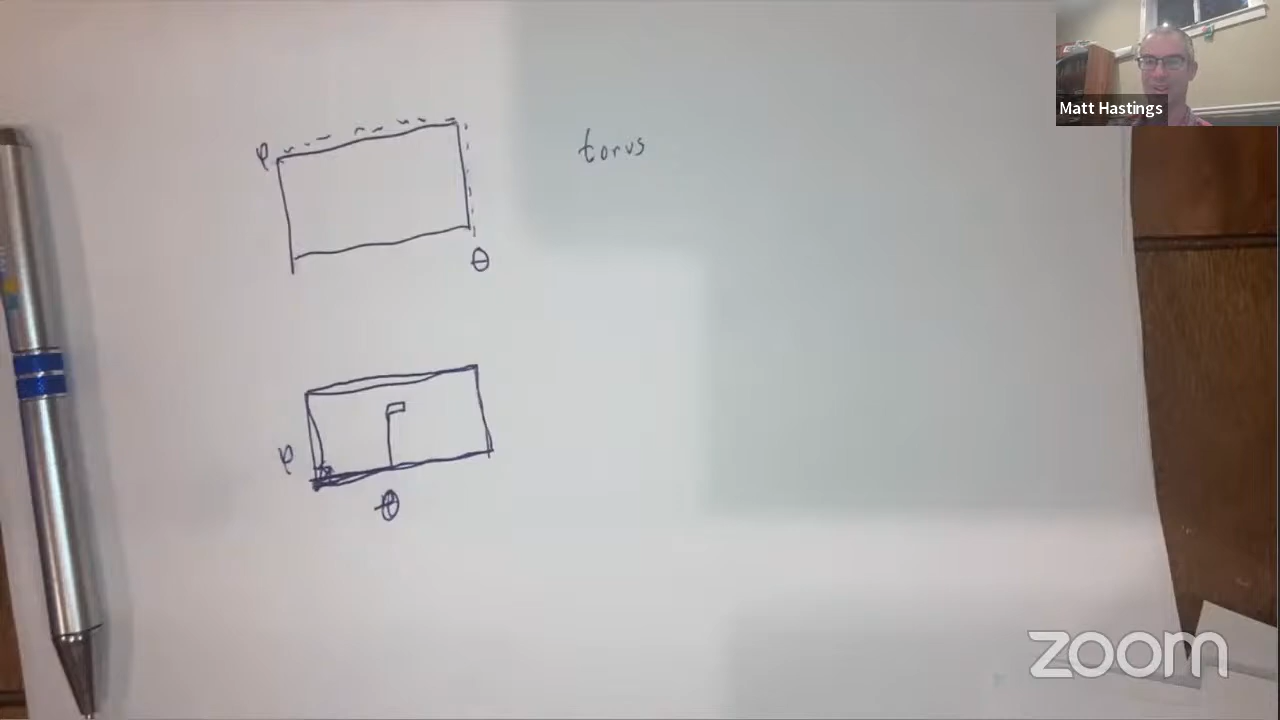 Matt Hastings
φ
torus
θ
φ
θ
zoom